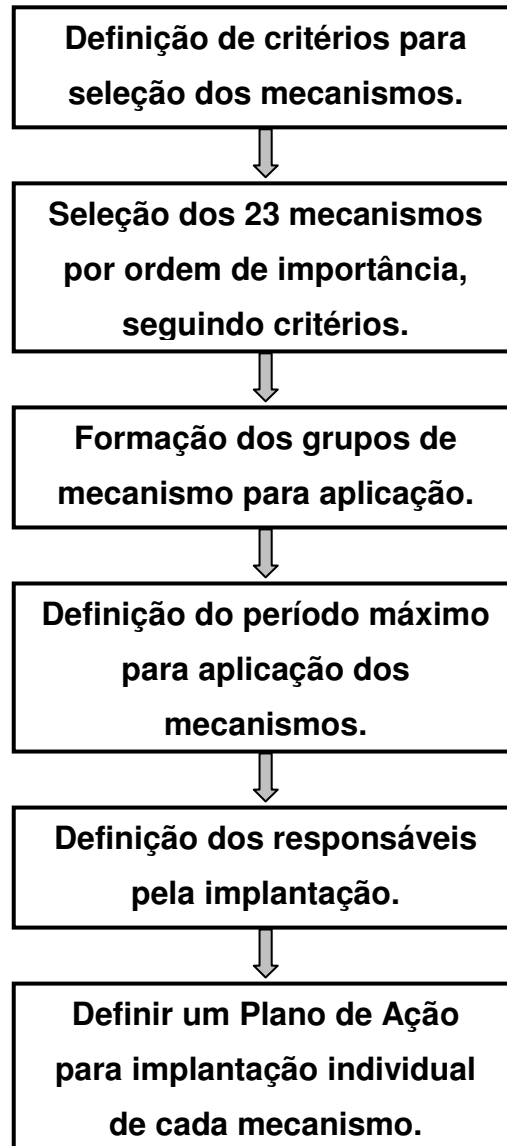 Definição de critérios para
seleção dos mecanismos.
Seleção dos 23 mecanismos
por ordem de importância,
seguindo critérios.
Formação dos grupos de
mecanismo para aplicação.
Definição do período máximo
para aplicação dos
mecanismos.
Definição dos responsáveis
pela implantação.
Definir um Plano de Ação
para implantação individual
de cada mecanismo.